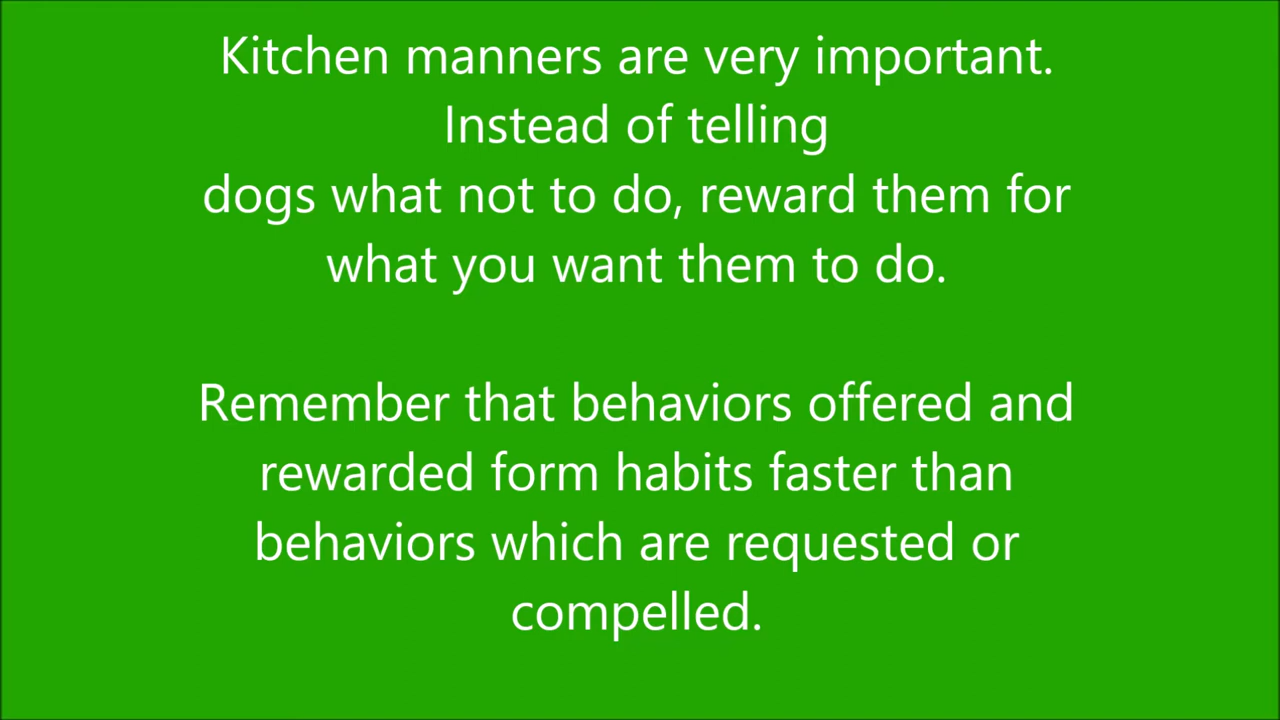 Kitchen manners are very important.
Instead of telling
dogs what not to do, reward them for
what you want them to do.
Remember that behaviors offered and
rewarded form habits faster than
behaviors which are requested or
compelled.